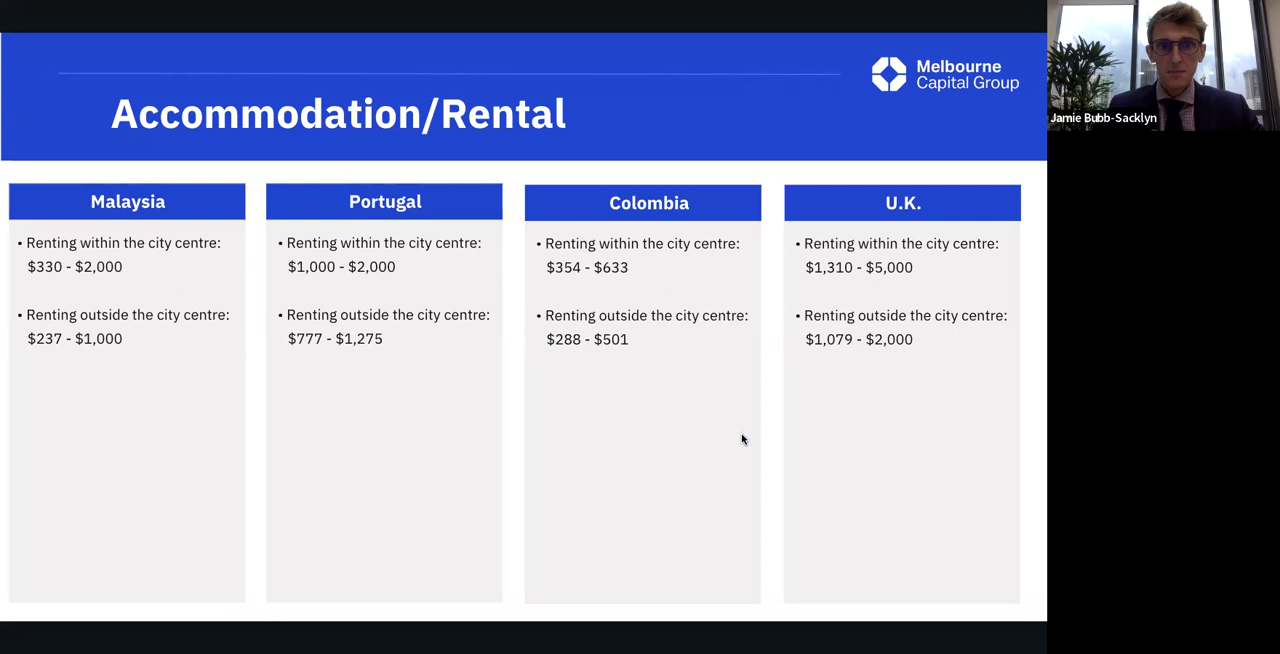 Melbourne
Capital Group
Accommodation/Rental
Jamie Bubb-Sacklyn
Malaysia
• Renting within the city centre:
$330 - $2,000
• Renting outside the city centre:
$237 - $1,000
Portugal
• Renting within the city centre:
$1,000 - $2,000
• Renting outside the city centre:
$777 - $1,275
Colombia
• Renting within the city centre:
$354 - $633
• Renting outside the city centre:
$288 - $501
U.K.
• Renting within the city centre:
$1,310 - $5,000
• Renting outside the city centre:
$1,079 - $2,000